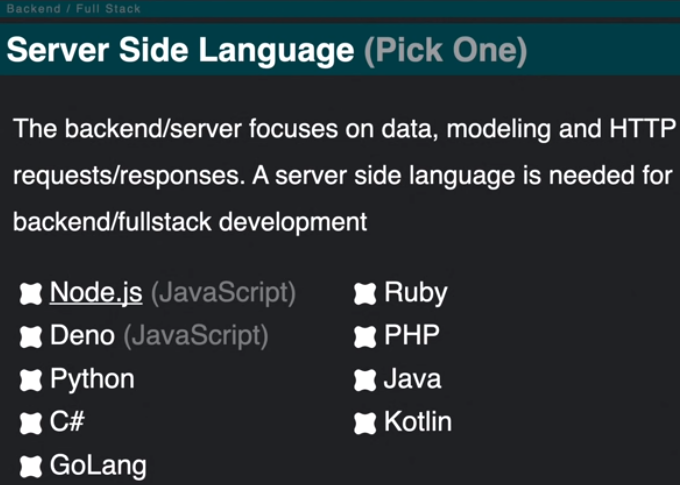 Backend / Full Stack
Server Side Language (Pick One)
The backend/server focuses on data, modeling and HTTP
requests/responses. A server side language is needed for
backend/fullstack development
Node.js (JavaScript)
Deno (JavaScript)
Python
C#
GoLang
Ruby
PHP
Java
Kotlin